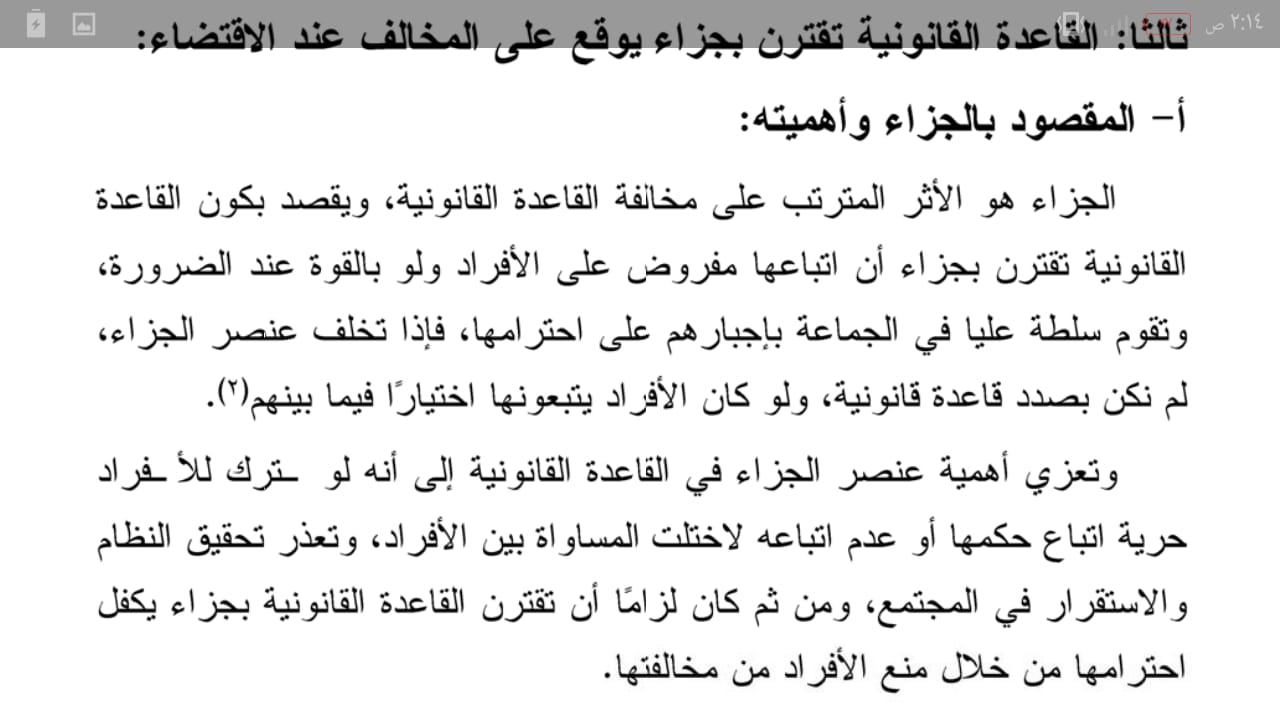 ٢:١٤ ص
ثالثا: القاعدة القانونية تقترن بجزاء يوقع على المخالف عند الاقتضاء:
أ- المقصود بالجزاء وأهميته:
الجزاء هو الأثر المترتب على مخالفة القاعدة القانونية، ويقصد بكون القاعدة
القانونية تقترن بجزاء أن اتباعها مفروض على الأفراد ولو بالقوة عند الضرورة،
وتقوم سلطة عليا في الجماعة بإجبارهم على احترامها، فإذا تخلف عنصر الجزاء،
لم نكن بصدد قاعدة قانونية، ولو كان الأفراد يتبعونها اختيارًا فيما بينهم(٢).
وتعزي أهمية عنصر الجزاء في القاعدة القانونية إلى أنه لو ـترك للأـفراد
حرية اتباع حكمها أو عدم اتباعه لاختلت المساواة بين الأفراد، وتعذر تحقيق النظام
والاستقرار في المجتمع، ومن ثم كان لزامًا أن تقترن القاعدة القانونية بجزاء يكفل
احترامها من خلال منع الأفراد من مخالفتها.